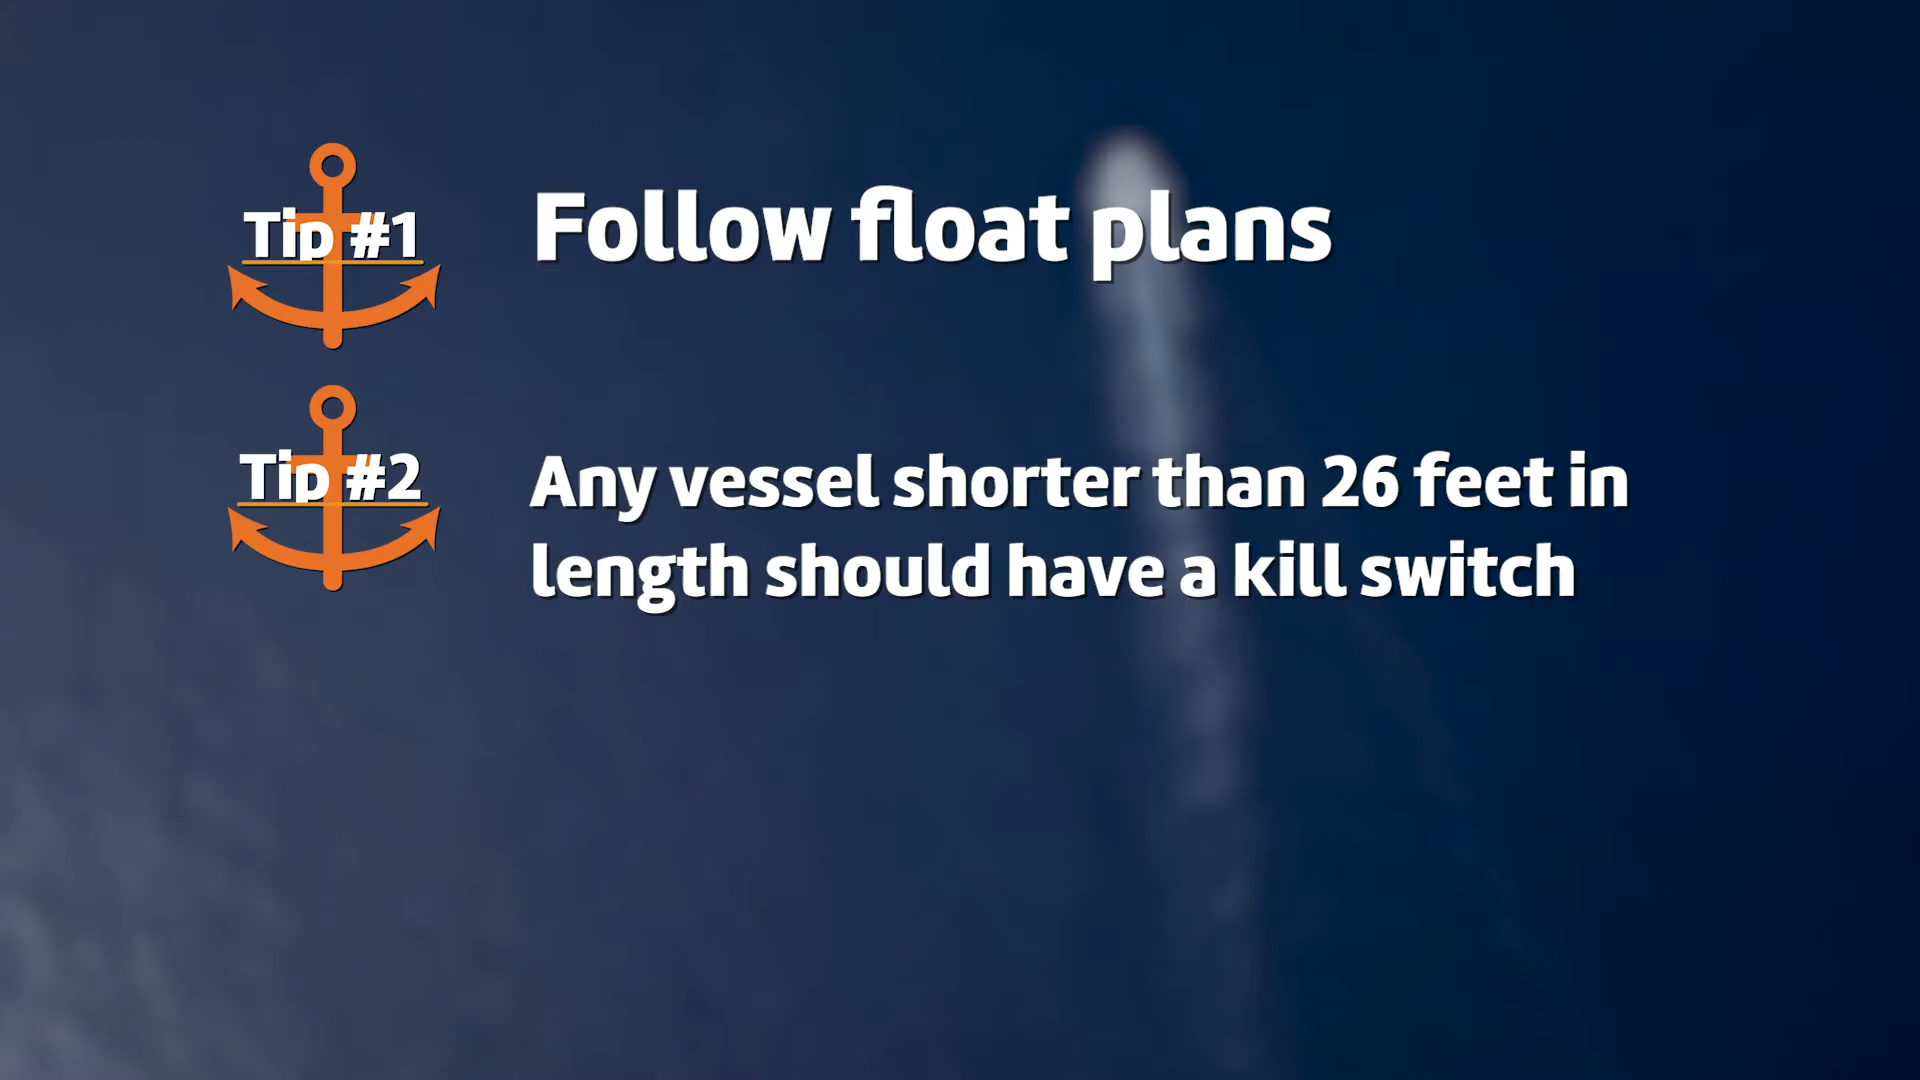 Tip #1
Follow float plans
Tip #2
Any vessel shorter than 26 feet in
length should have a kill switch